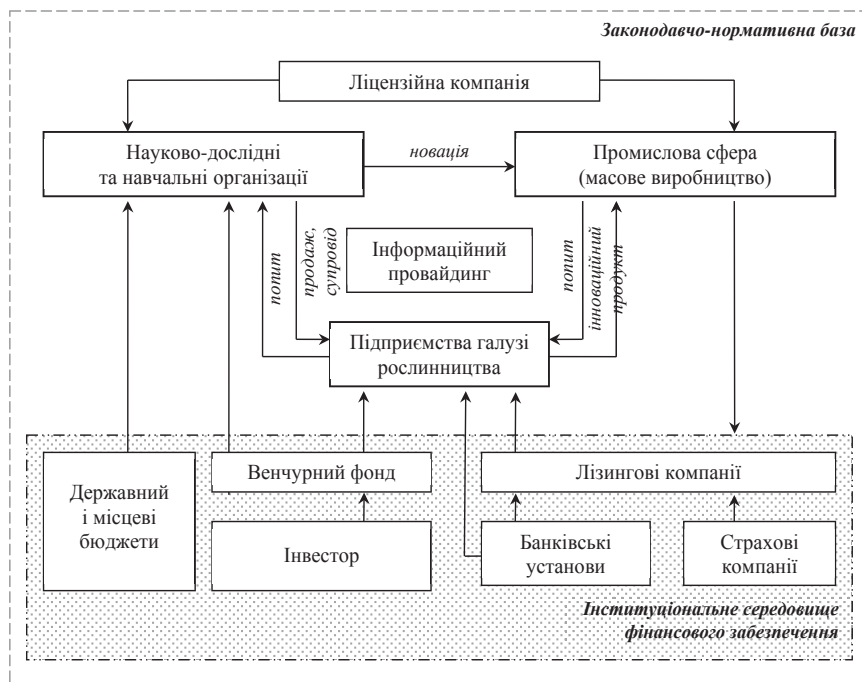 Законодавчо-нормативна база
Ліцензійна компанія
Науково-дослідні
та навчальні організації
новація
Промислова сфера
(масове виробництво)
попит
продаж,
супровід
Інформаційний
провайдинг
попит
інноваційний
продукт
Підприємства галузі
рослинництва
Державний
і місцеві
бюджети
Венчурний фонд
Інвестор
Лізингові компанії
Банківські
установи
Страхові
компанії
Інституціональне середовище
фінансового забезпечення